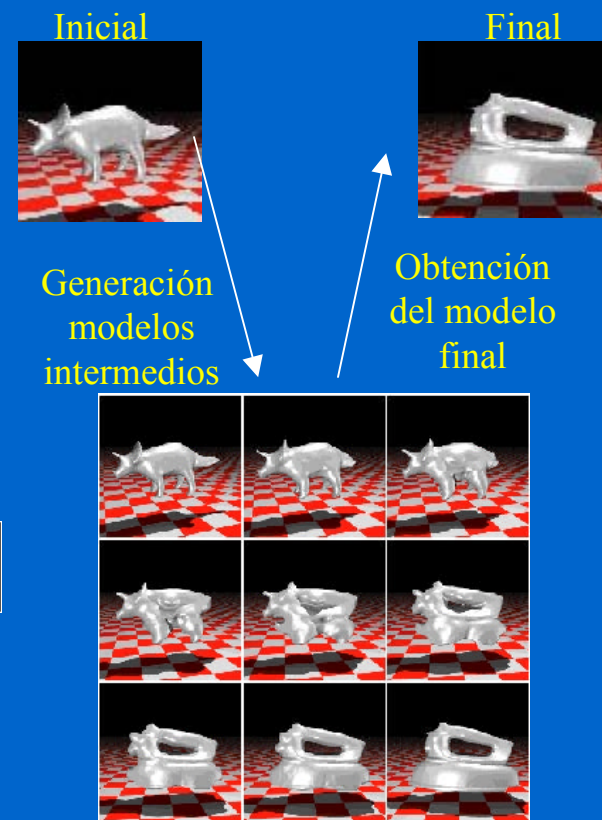 Inicial
Final
Generación
modelos
intermedios
Obtención
del modelo
final